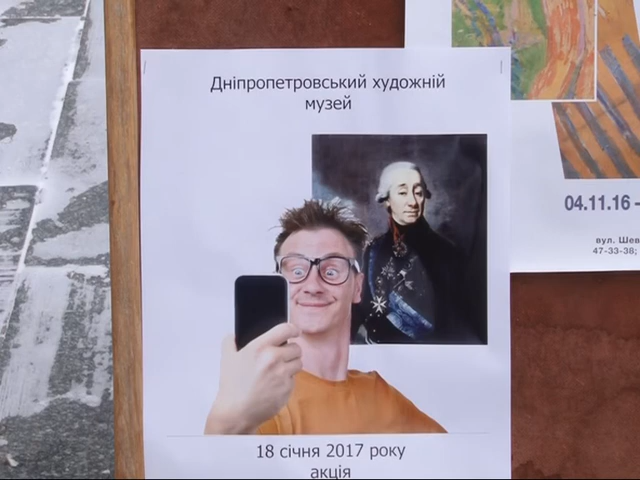 Дніпропетровський художній
музей
04.11.16 -
вул. Шев
47-33-38;
18 січня 2017 року
акція